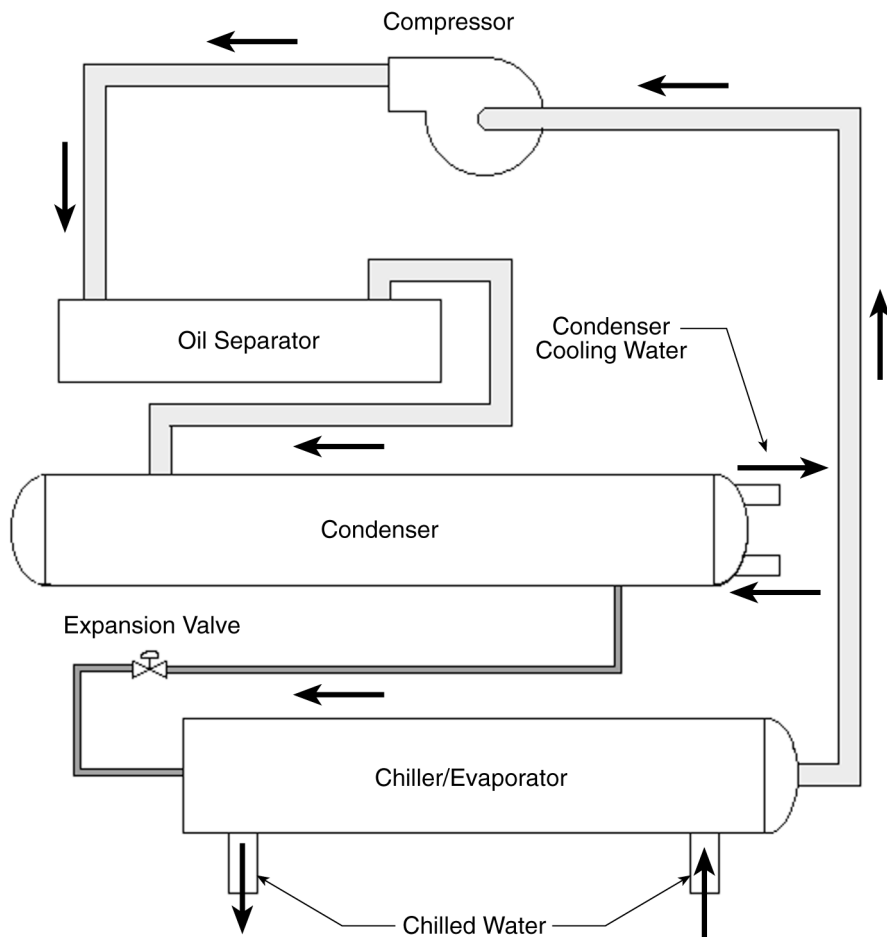 Compressor
Oil Separator
Condenser
Cooling Water
Condenser
Expansion Valve
Chiller/Evaporator
Chilled Water